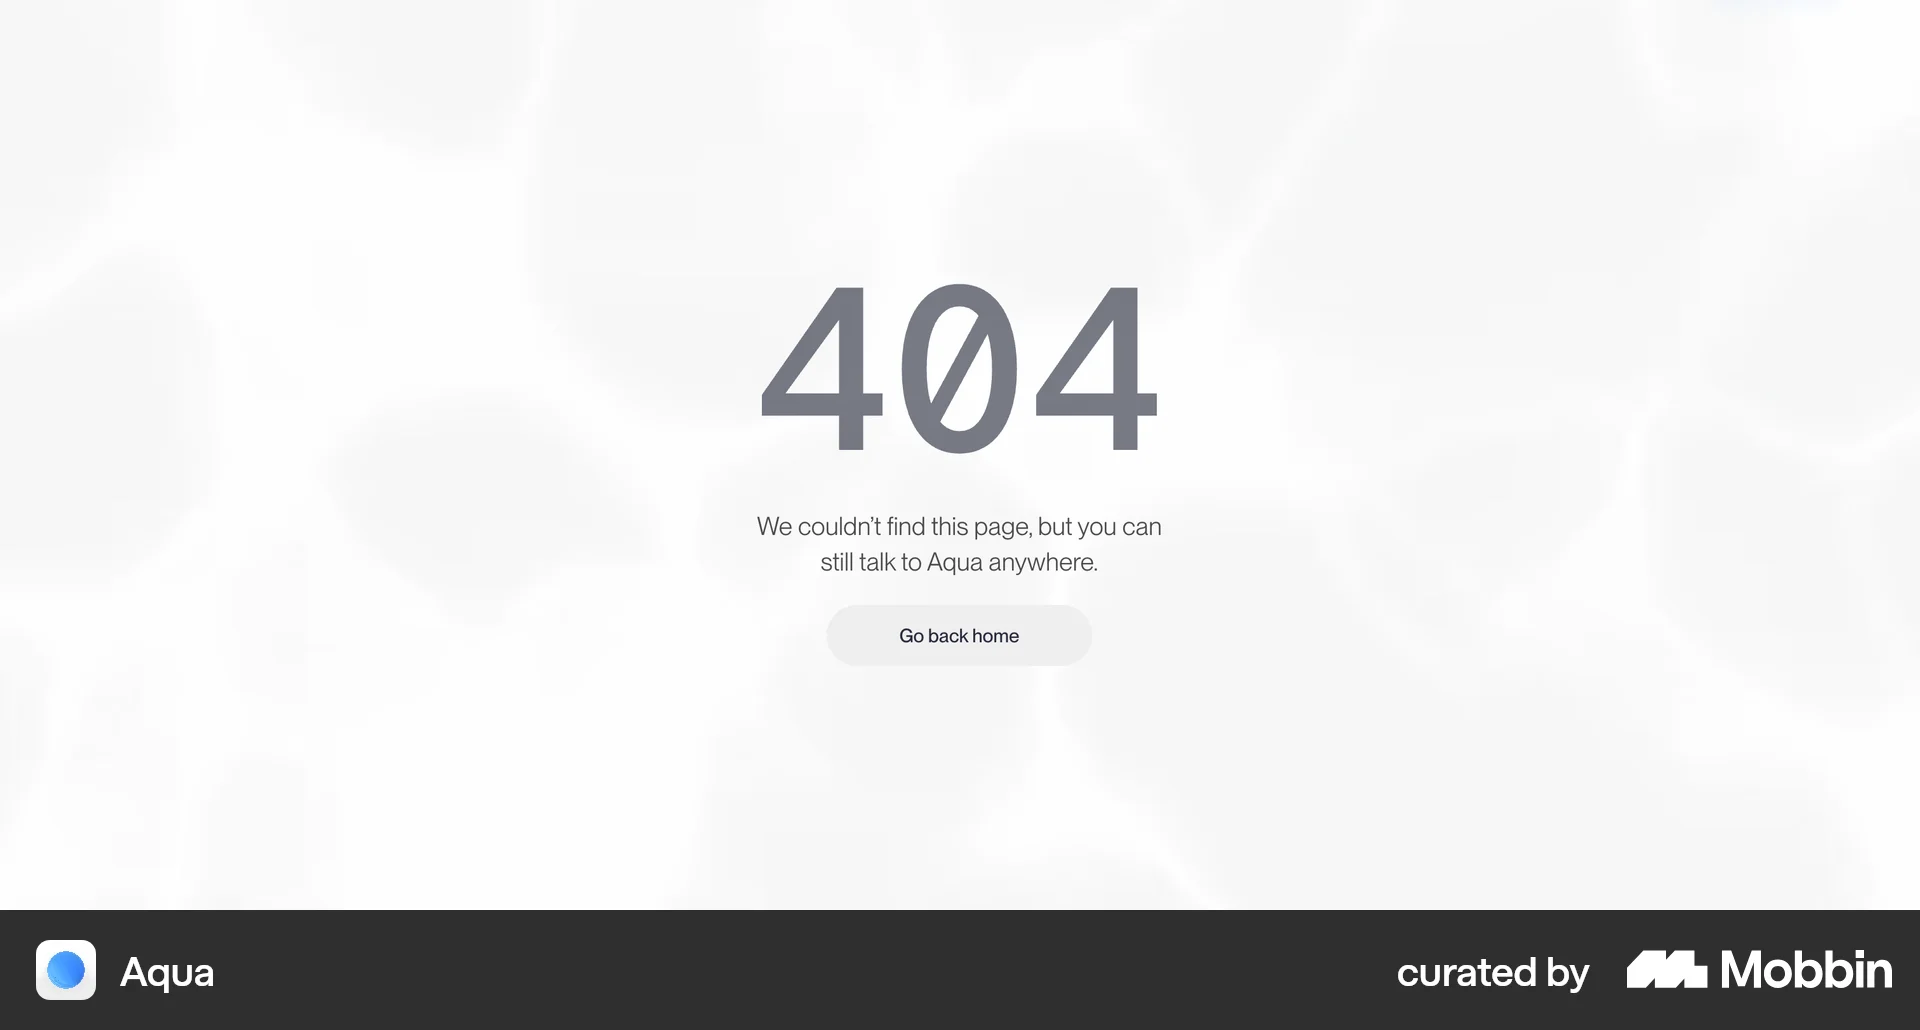 404
We couldn’t find this page, but you can
still talk to Aqua anywhere.
Go back home
Aqua
curated by Mobbin